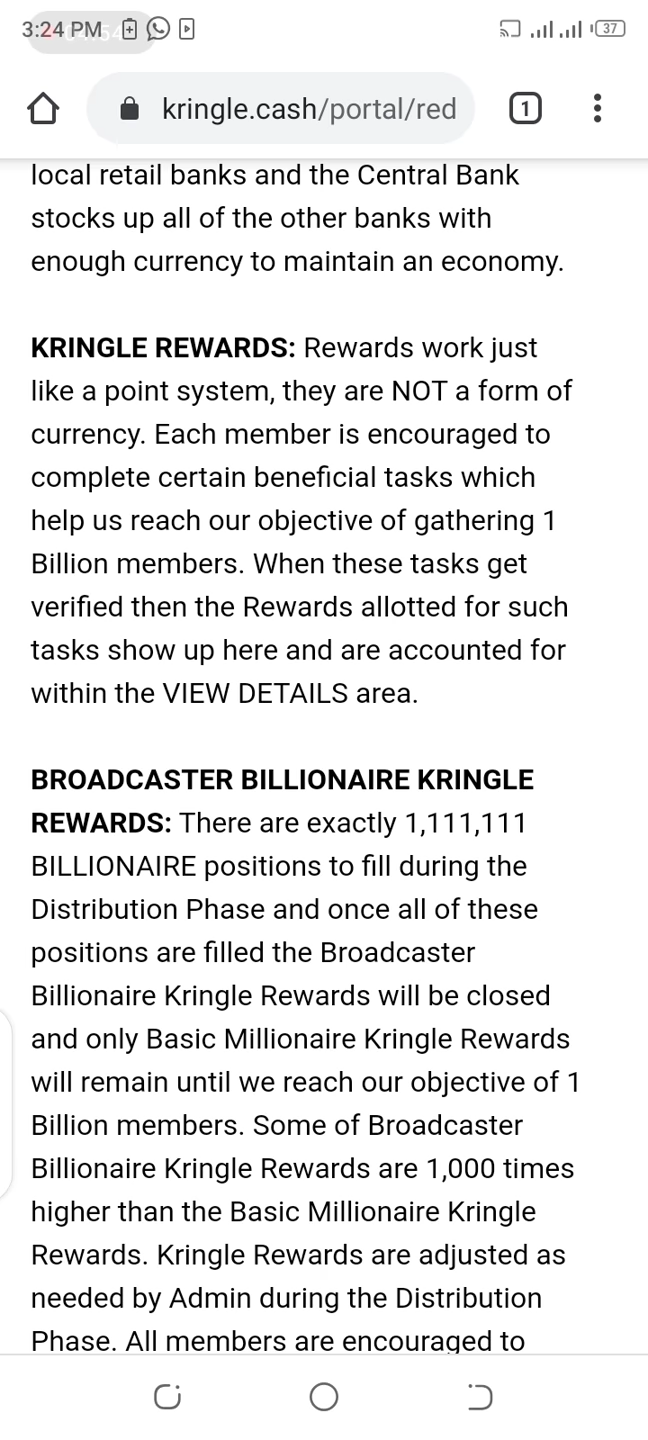 3:24 PM
37
kringle.cash/portal/red
1
local retail banks and the Central Bank
stocks up all of the other banks with
enough currency to maintain an economy.
KRINGLE REWARDS: Rewards work just
like a point system, they are NOT a form of
currency. Each member is encouraged to
complete certain beneficial tasks which
help us reach our objective of gathering 1
Billion members. When these tasks get
verified then the Rewards allotted for such
tasks show up here and are accounted for
within the VIEW DETAILS area.
BROADCASTER BILLIONAIRE KRINGLE
REWARDS: There are exactly 1,111,111
BILLIONAIRE positions to fill during the
Distribution Phase and once all of these
positions are filled the Broadcaster
Billionaire Kringle Rewards will be closed
and only Basic Millionaire Kringle Rewards
will remain until we reach our objective of 1
Billion members. Some of Broadcaster
Billionaire Kringle Rewards are 1,000 times
higher than the Basic Millionaire Kringle
Rewards. Kringle Rewards are adjusted as
needed by Admin during the Distribution
Phase. All members are encouraged to